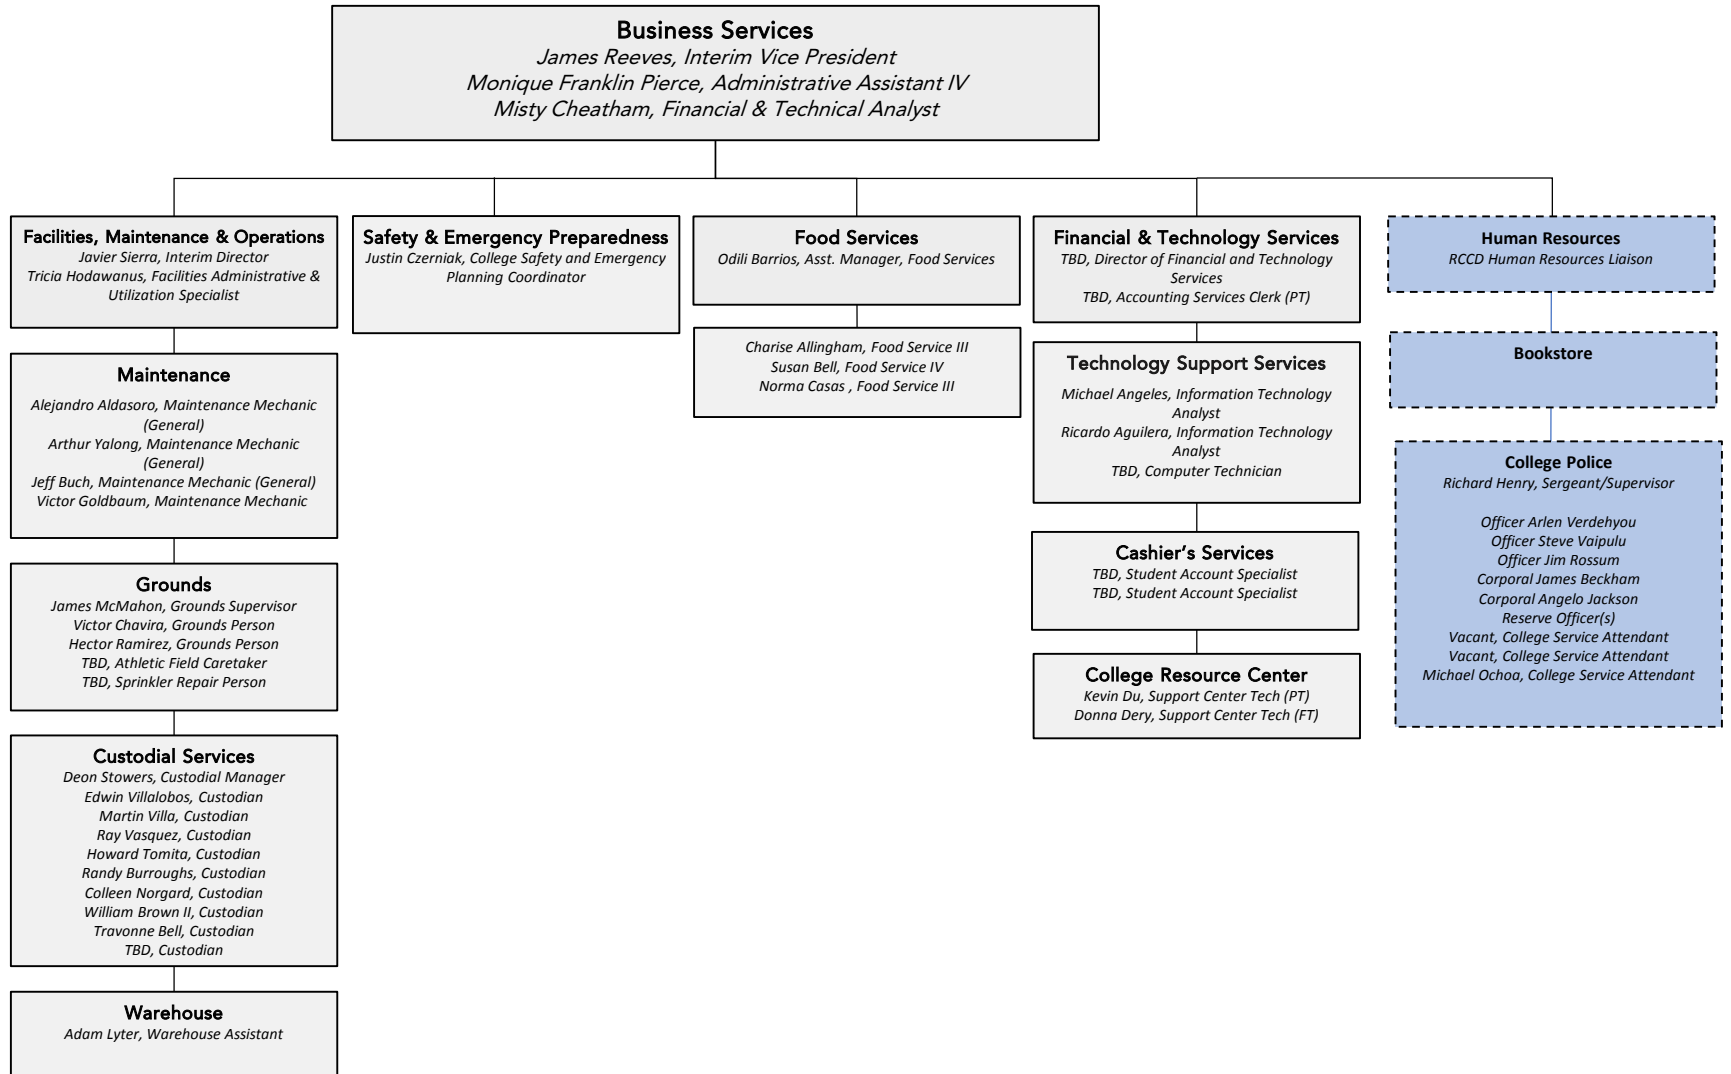 Business Services
James Reeves, Interim Vice President
Monique Franklin Pierce, Administrative Assistant IV
Misty Cheatham, Financial & Technical Analyst
Facilities, Maintenance & Operations
Javier Sierra, Interim Director
Tricia Hodawanus, Facilities Administrative &
Utilization Specialist
Maintenance
Alejandro Aldasoro, Maintenance Mechanic
(General)
Arthur Yalong, Maintenance Mechanic
(General)
Jeff Buch, Maintenance Mechanic (General)
Victor Goldbaum, Maintenance Mechanic
Grounds
James McMahon, Grounds Supervisor
Victor Chavira, Grounds Person
Hector Ramirez, Grounds Person
TBD, Athletic Field Caretaker
TBD, Sprinkler Repair Person
Custodial Services
Deon Stowers, Custodial Manager
Edwin Villalobos, Custodian
Martin Villa, Custodian
Ray Vasquez, Custodian
Howard Tomita, Custodian
Randy Burroughs, Custodian
Colleen Norgard, Custodian
William Brown II, Custodian
Travonne Bell, Custodian
TBD, Custodian
Warehouse
Adam Lyter, Warehouse Assistant
Safety & Emergency Preparedness
Justin Czerniak, College Safety and Emergency
Planning Coordinator
Food Services
Odili Barrios, Asst. Manager, Food Services
Charise Allingham, Food Service III
Susan Bell, Food Service IV
Norma Casas , Food Service III
Financial & Technology Services
TBD, Director of Financial and Technology
Services
TBD, Accounting Services Clerk (PT)
Technology Support Services
Michael Angeles, Information Technology
Analyst
Ricardo Aguilera, Information Technology
Analyst
TBD, Computer Technician
Cashier's Services
TBD, Student Account Specialist
TBD, Student Account Specialist
College Resource Center
Kevin Du, Support Center Tech (PT)
Donna Dery, Support Center Tech (FT)
Human Resources
RCCD Human Resources Liaison
Bookstore
College Police
Richard Henry, Sergeant/Supervisor
Officer Arlen Verdehyou
Officer Steve Vaipulu
Officer Jim Rossum
Corporal James Beckham
Corporal Angelo Jackson
Reserve Officer(s)
Vacant, College Service Attendant
Vacant, College Service Attendant
Michael Ochoa, College Service Attendant